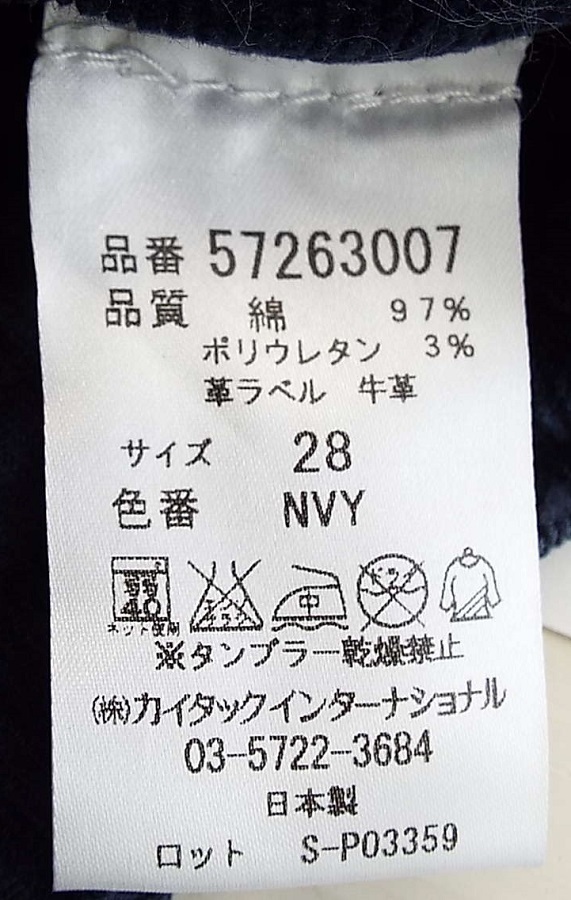 品番 57263007
品質 綿 97%
ポリウレタン 3%
革ラベル 牛革
サイズ 28
色番 NVY
弱
40
中
ネット使用
※タンブラー乾燥禁止
㈱カイタックインターナショナル
03-5722-3684
日本製
ロット S-P03359